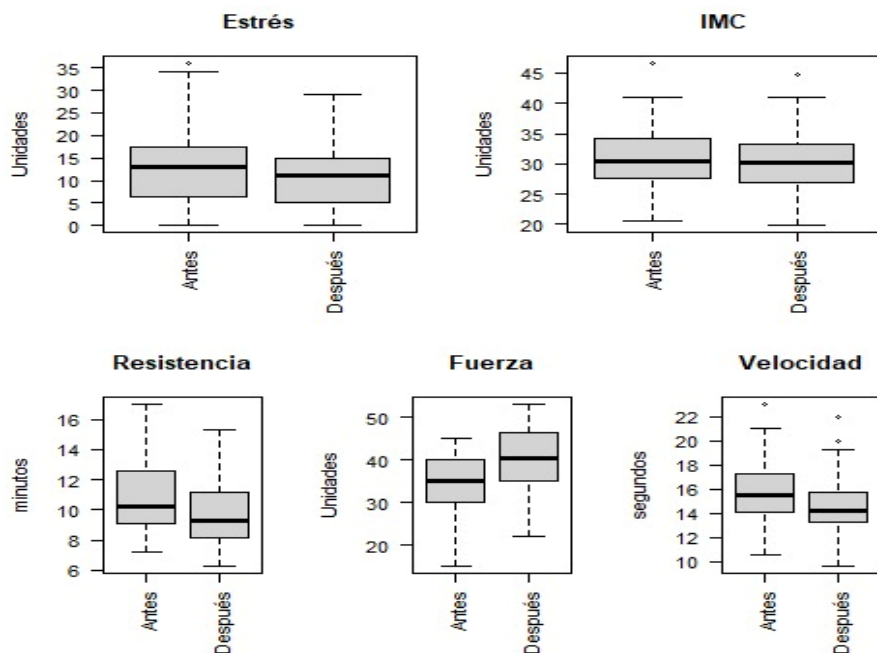 Estrés
Unidades
35
30
25
20
15
10
5
0
Antes
Después
IMC
Unidades
45
40
35
30
25
20
Antes
Después
Resistencia
minutos
16
14
12
10
8
6
Antes
Después
Fuerza
Unidades
50
40
30
20
Antes
Después
Velocidad
segundos
22
20
18
16
14
12
10
Antes
Después